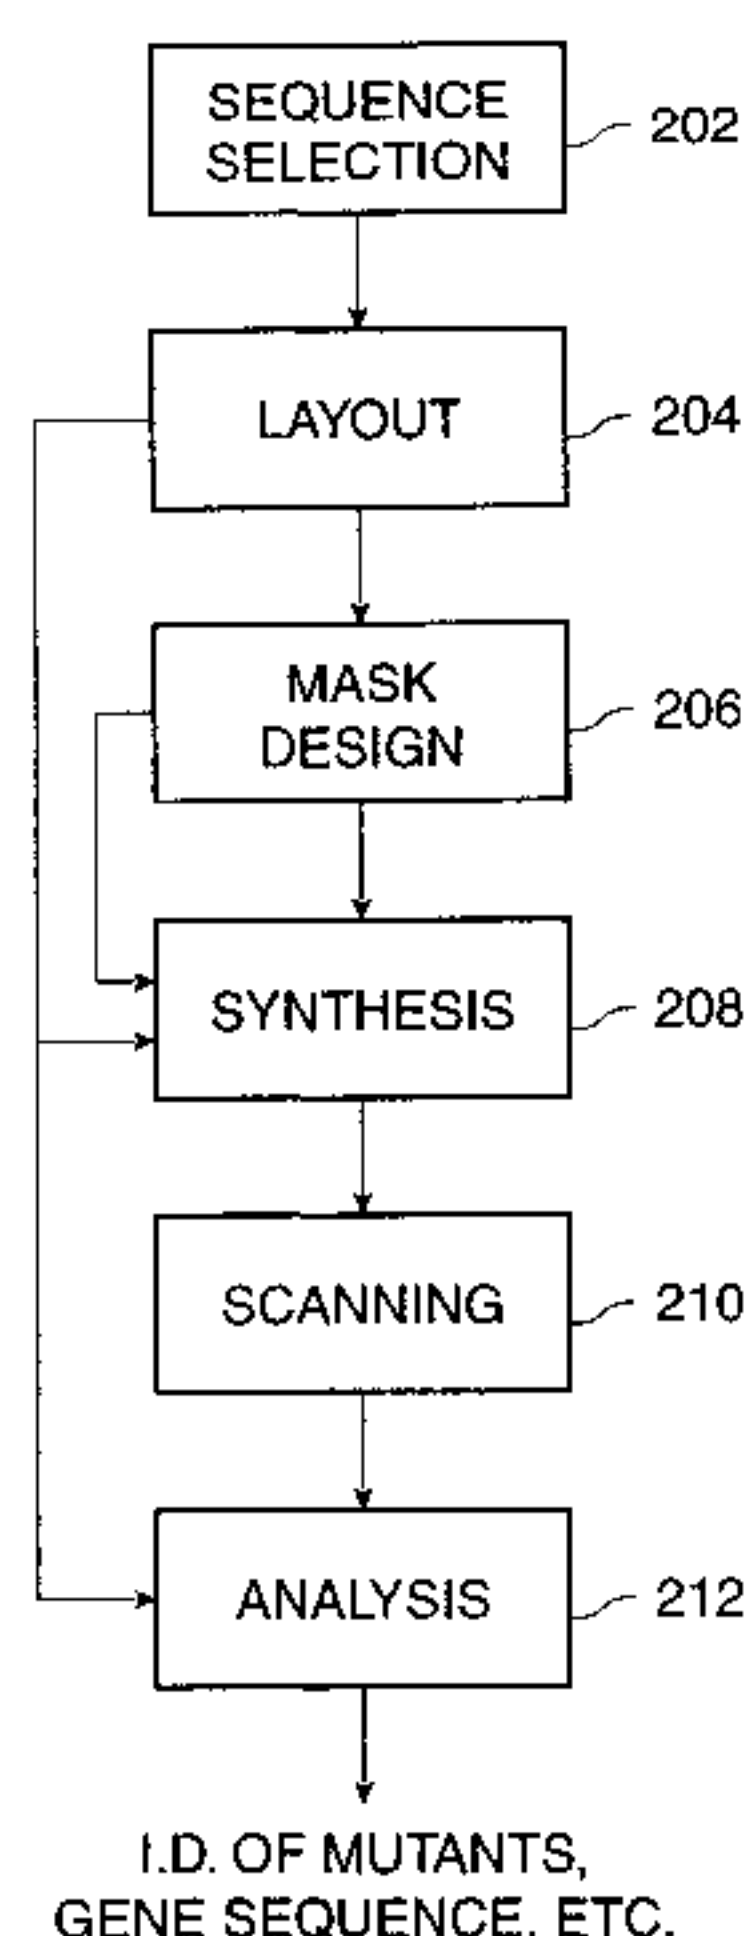 SEQUENCE
SELECTION
202
LAYOUT
204
MASK
DESIGN
206
SYNTHESIS
208
SCANNING
210
ANALYSIS
212
I.D. OF MUTANTS,
GENE SEQUENCE, ETC.